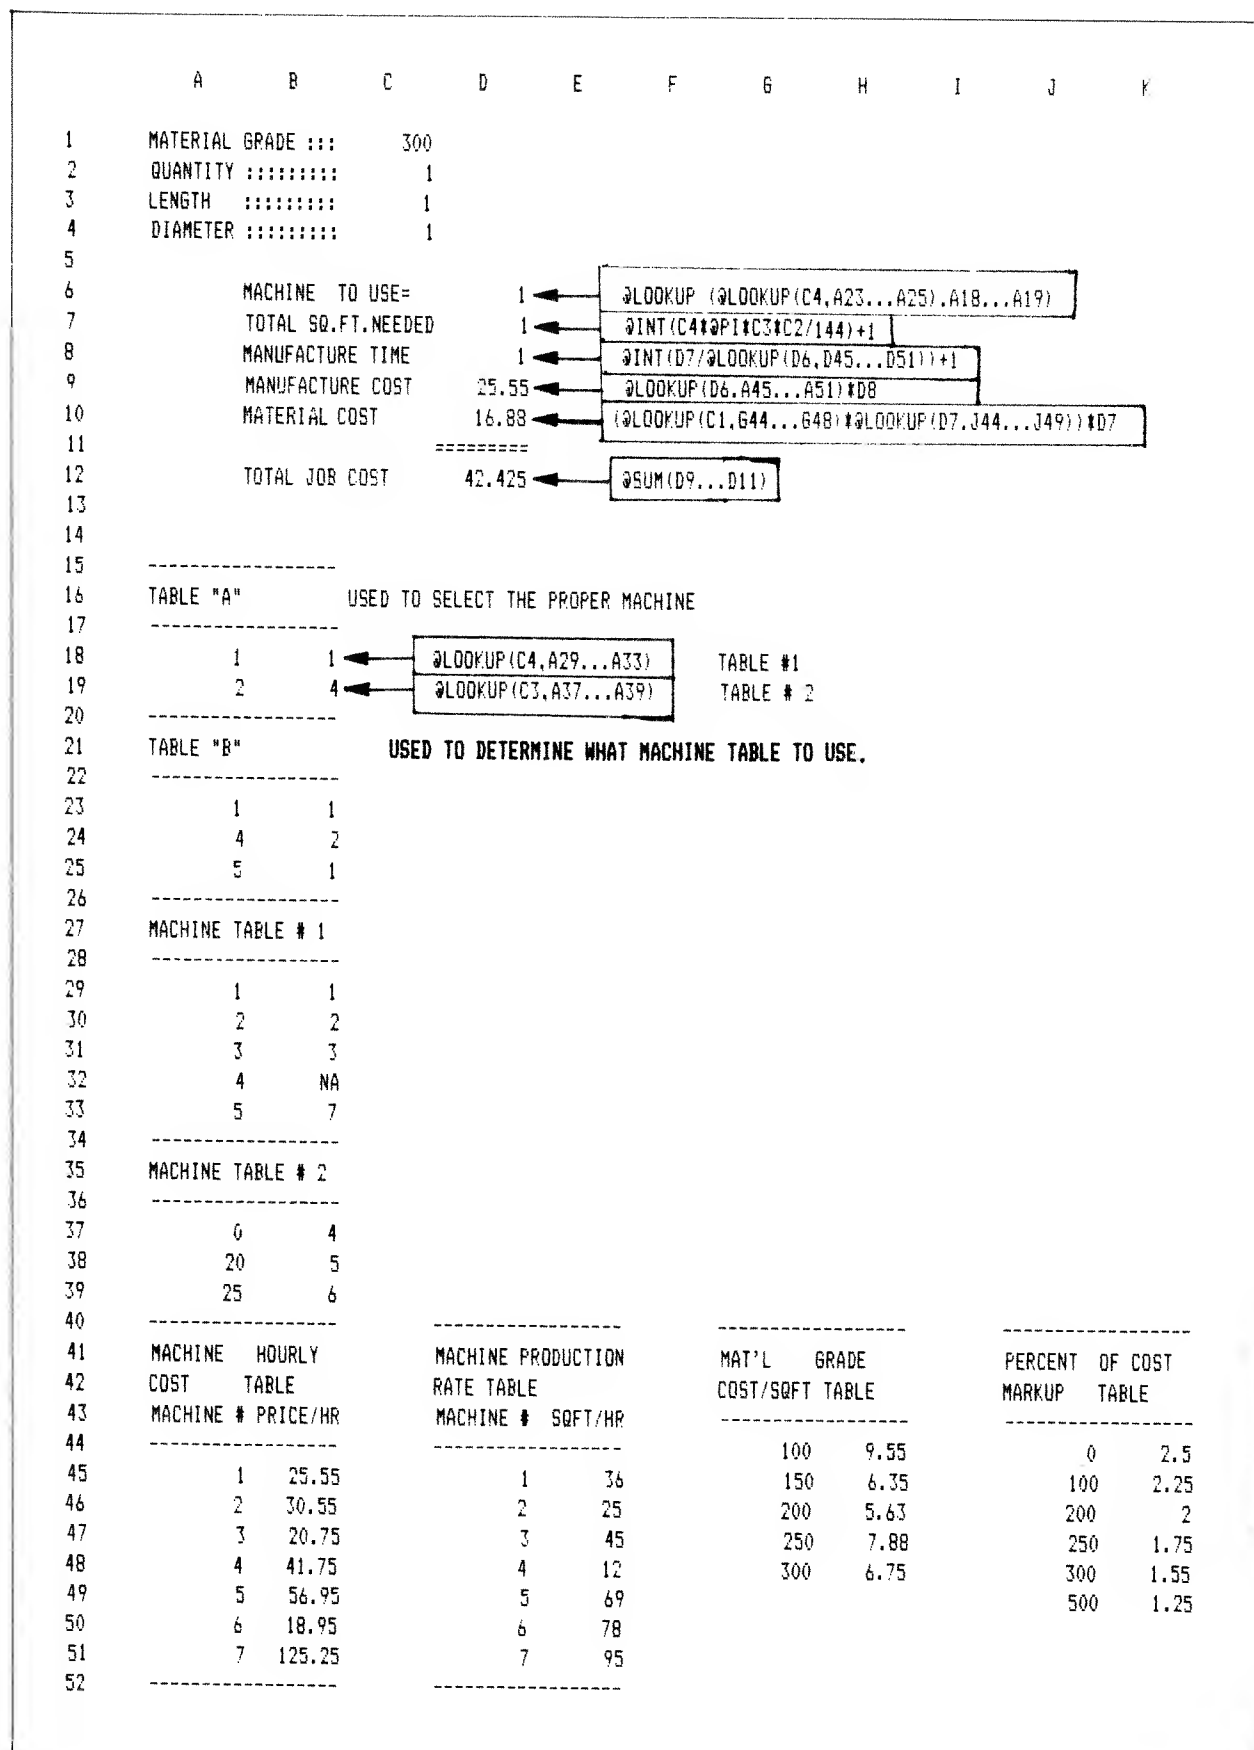 A B C D E F G H I J K
1 MATERIAL GRADE ::: 300
2 QUANTITY ::::::::: 1
3 LENGTH ::::::::: 1
4 DIAMETER ::::::::: 1
5
6 MACHINE TO USE= 1 @LOOKUP (@LOOKUP(C4,A23...A25).A18...A19)
7 TOTAL SQ.FT.NEEDED 1 @INT(C4*@PI*C3*C2/144)+1
8 MANUFACTURE TIME 1 @INT(D7/@LOOKUP(D6,D45...D51))+1
9 MANUFACTURE COST 25.55 @LOOKUP(D6.A45...A51)*D8
10 MATERIAL COST 16.88 (@LOOKUP(C1,G44...G48)*@LOOKUP(D7.J44...J49))*D7
11 =========
12 TOTAL JOB COST 42.425 @SUM(D9...D11)
13
14
15 ------------------
16 TABLE "A" USED TO SELECT THE PROPER MACHINE
17 ------------------
18 1 1 @LOOKUP(C4,A29...A33) TABLE #1
19 2 4 @LOOKUP(C3,A37...A39) TABLE # 2
20 ------------------
21 TABLE "B" USED TO DETERMINE WHAT MACHINE TABLE TO USE.
22 ------------------
23 1 1
24 4 2
25 5 1
26 ------------------
27 MACHINE TABLE # 1
28 ------------------
29 1 1
30 2 2
31 3 3
32 4 NA
33 5 7
34 ------------------
35 MACHINE TABLE # 2
36 ------------------
37 0 4
38 20 5
39 25 6
40 ------------------ ------------------ ------------------ ------------------
41 MACHINE HOURLY MACHINE PRODUCTION MAT'L GRADE PERCENT OF COST
42 COST TABLE RATE TABLE COST/SQFT TABLE MARKUP TABLE
43 MACHINE # PRICE/HR MACHINE # SQFT/HR ------------------ ------------------
44 ------------------ ------------------ 100 9.55 0 2.5
45 1 25.55 1 36 150 6.35 100 2.25
46 2 30.55 2 25 200 5.63 200 2
47 3 20.75 3 45 250 7.88 250 1.75
48 4 41.75 4 12 300 6.75 300 1.55
49 5 56.95 5 69 500 1.25
50 6 18.95 6 78
51 7 125.25 7 95
52 ------------------ ------------------